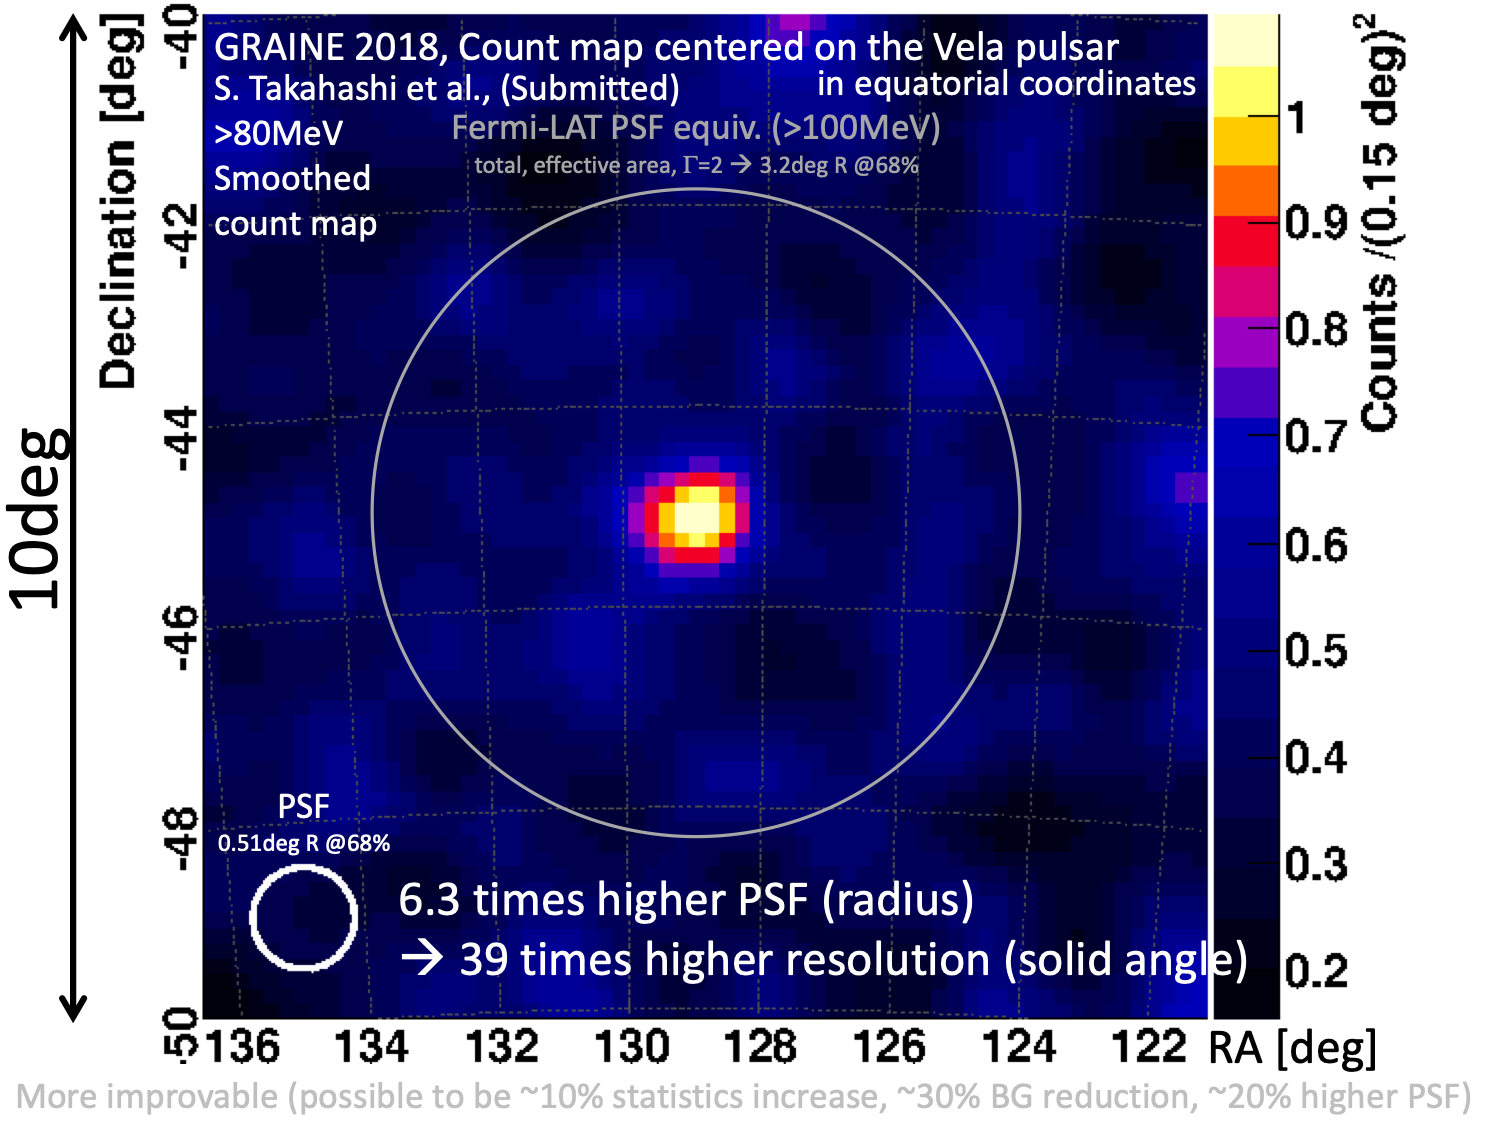 GRAINE 2018, Count map centered on the Vela pulsar
in equatorial coordinates
S. Takahashi et al., (Submitted)
>80MeV
Smoothed
count map
Fermi-LAT PSF equiv. (>100MeV)
total, effective area, Γ=2 → 3.2deg R @68%
10deg
Declination [deg]
-40
-42
-44
-46
-48
-50
PSF
0.51deg R @68%
6.3 times higher PSF (radius)
→ 39 times higher resolution (solid angle)
136 134 132 130 128 126 124 122 RA [deg]
1
0.9
0.8
0.7
0.6
0.5
0.4
0.3
0.2
Counts /(0.15 deg)²
More improvable (possible to be ~10% statistics increase, ~30% BG reduction, ~20% higher PSF)